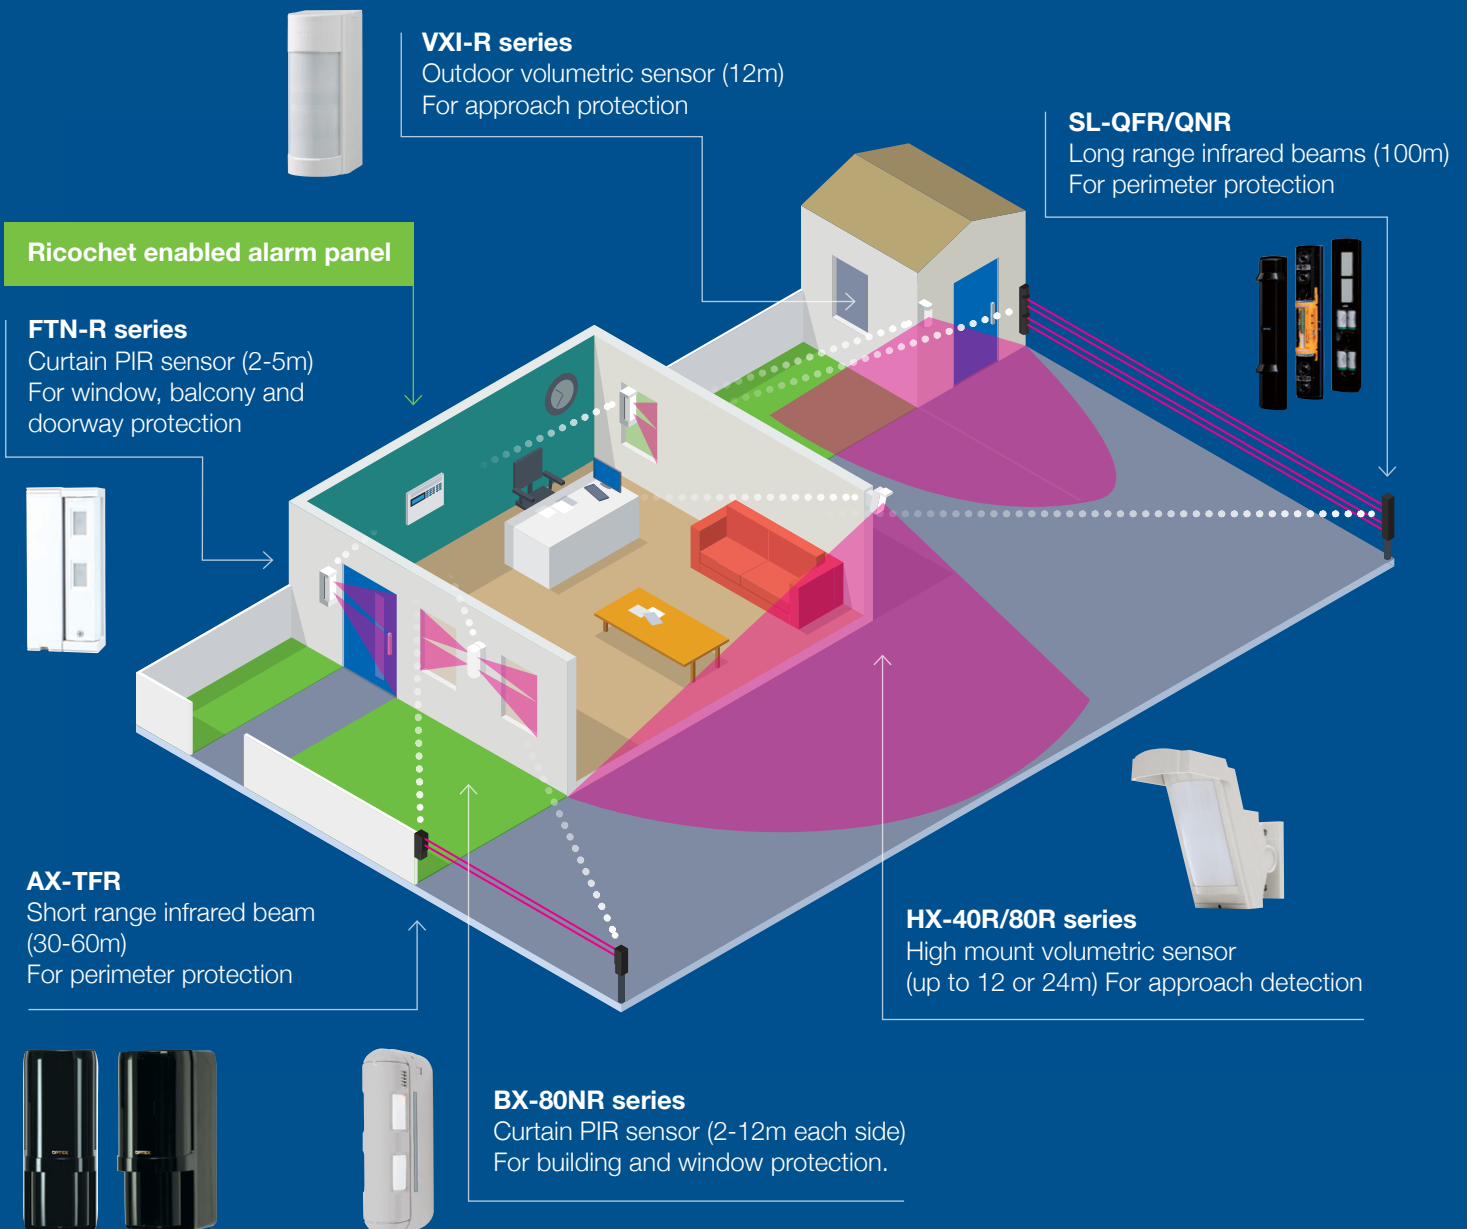 VXI-R series
Outdoor volumetric sensor (12m)
For approach protection
SL-QFR/QNR
Long range infrared beams (100m)
For perimeter protection
Ricochet enabled alarm panel
FTN-R series
Curtain PIR sensor (2-5m)
For window, balcony and
doorway protection
AX-TFR
Short range infrared beam
(30-60m)
For perimeter protection
HX-40R/80R series
High mount volumetric sensor
(up to 12 or 24m) For approach detection
BX-80NR series
Curtain PIR sensor (2-12m each side)
For building and window protection.
OPTEX
OPTEX